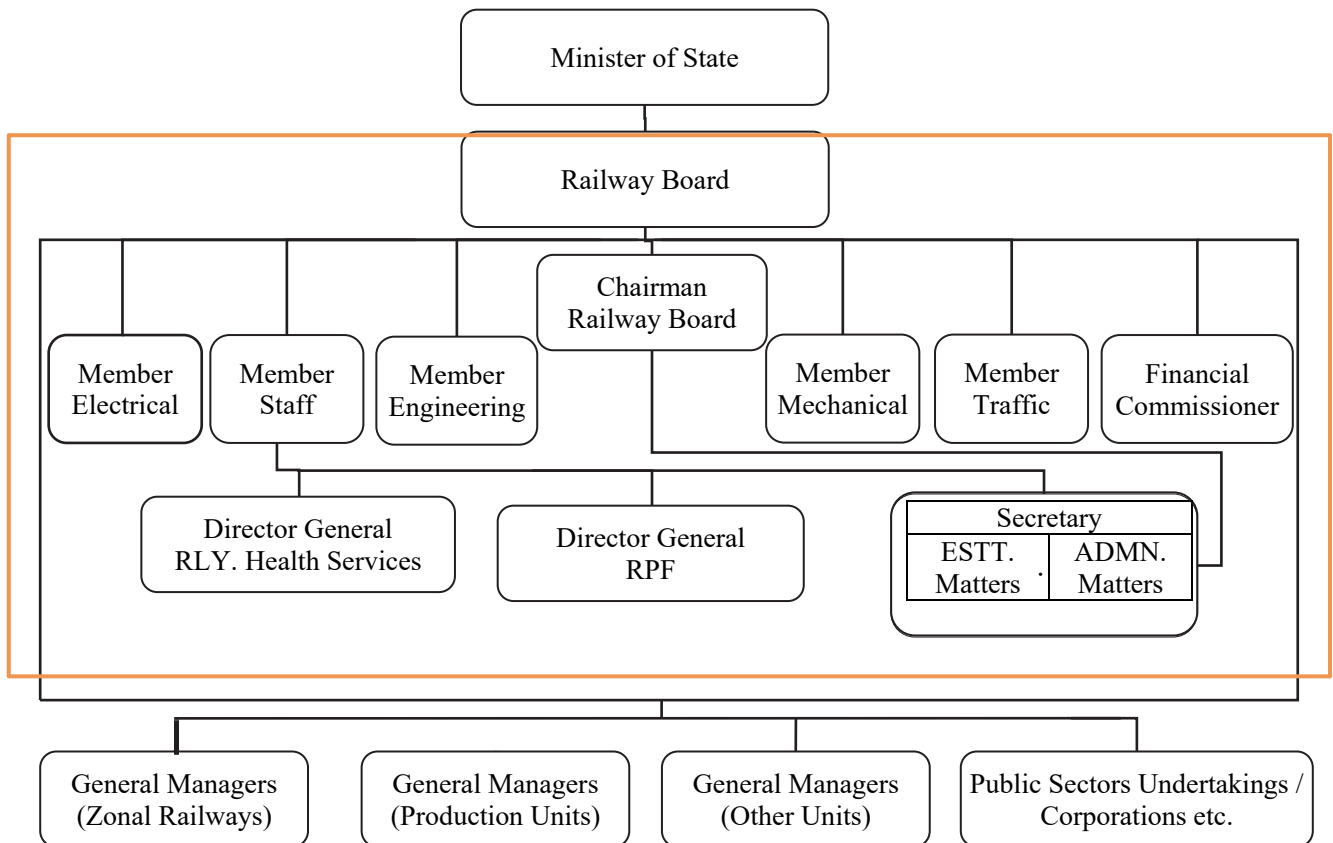 Minister of State
Railway Board
Chairman
Railway Board
Member
Electrical
Member
Staff
Member
Engineering
Member
Mechanical
Member
Traffic
Financial
Commissioner
Director General
RLY. Health Services
Director General
RPF
Secretary
ESTT.
Matters .
ADMN.
Matters
General Managers
(Zonal Railways)
General Managers
(Production Units)
General Managers
(Other Units)
Public Sectors Undertakings /
Corporations etc.